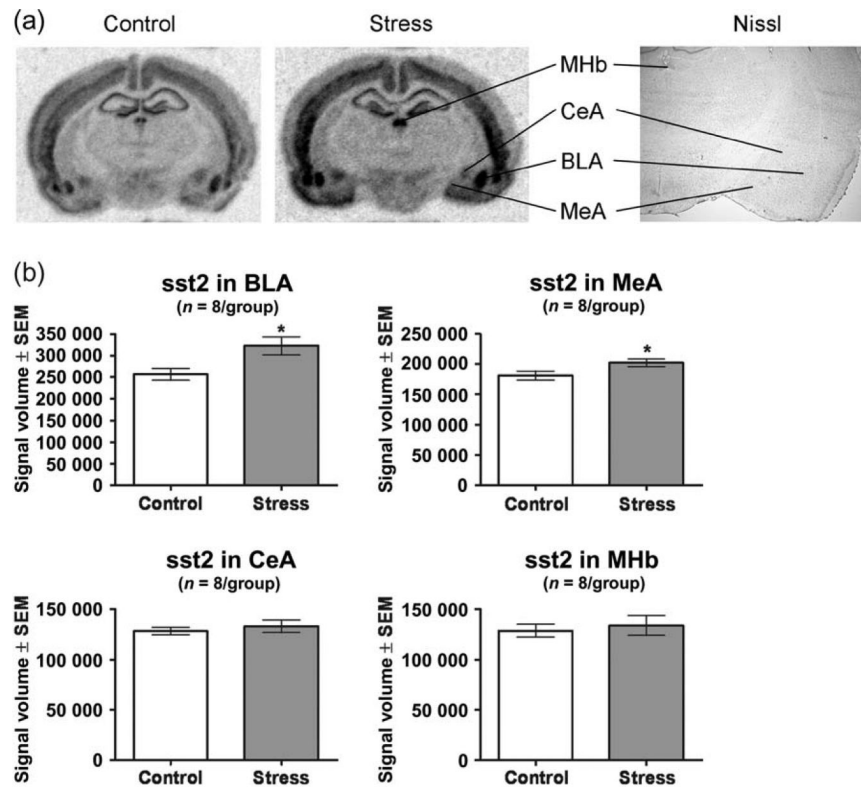 (a)
Control
Stress
Nissl
MHb
CeA
BLA
MeA
(b)
sst2 in BLA
(n = 8/group)
Signal volume ± SEM
350 000
300 000
250 000
200 000
150 000
100 000
50 000
0
*
Control
Stress
sst2 in MeA
(n = 8/group)
Signal volume ± SEM
250 000
200 000
150 000
100 000
50 000
0
*
Control
Stress
sst2 in CeA
(n = 8/group)
Signal volume ± SEM
150 000
100 000
50 000
0
Control
Stress
sst2 in MHb
(n = 8/group)
Signal volume ± SEM
150 000
100 000
50 000
0
Control
Stress